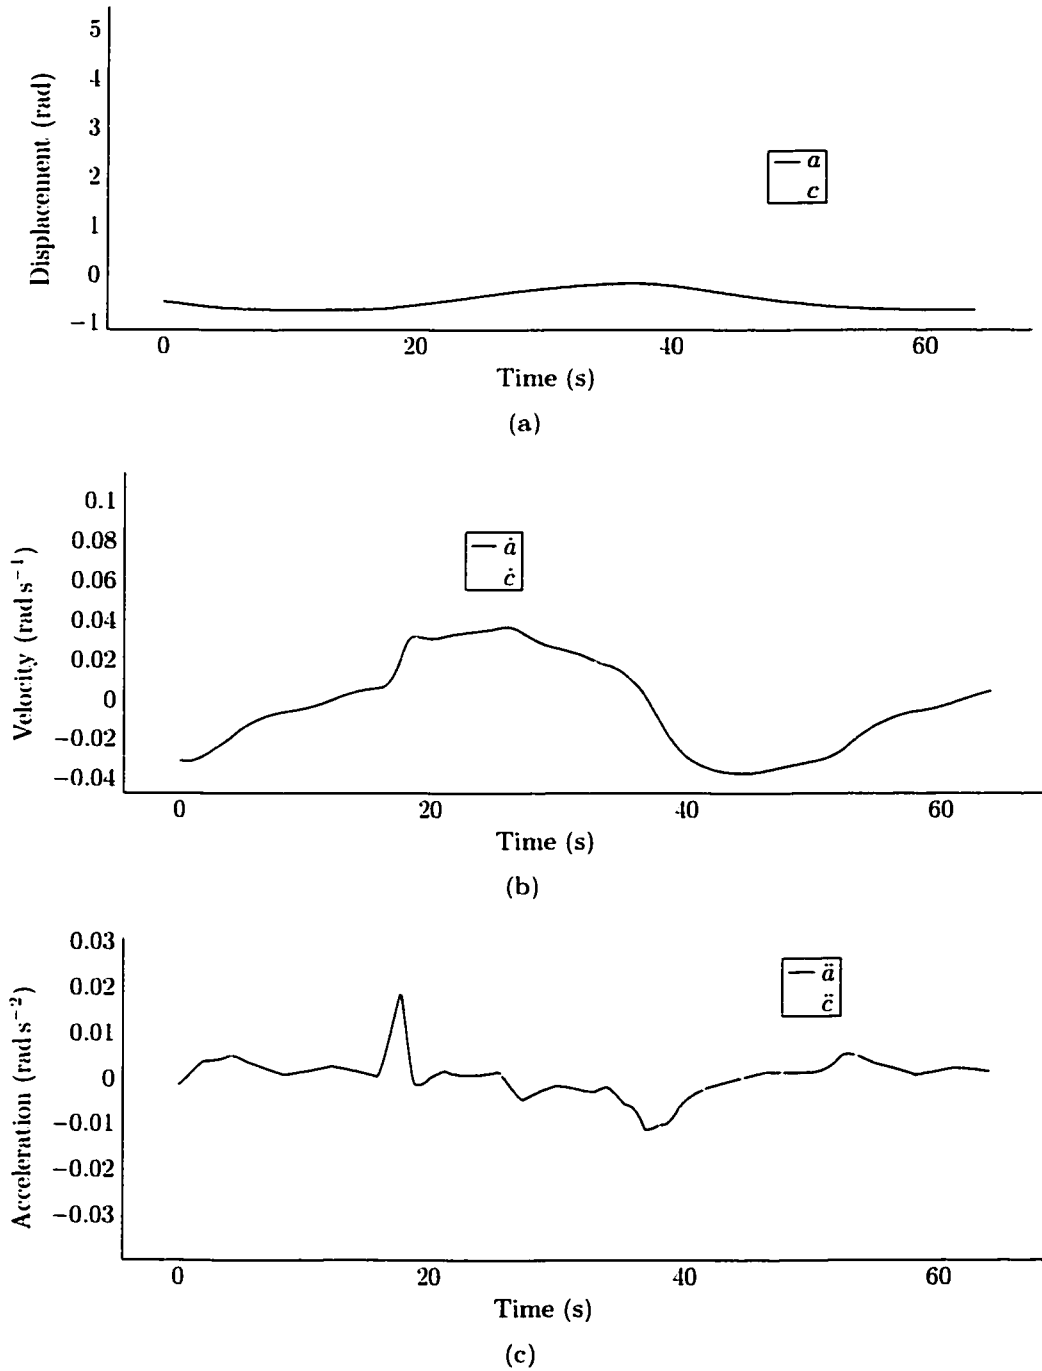 5
4
3
2
1
0
−1
Displacement (rad)
a
c
0 20 40 60
Time (s)
(a)
0.1
0.08
0.06
0.04
0.02
0
−0.02
−0.04
Velocity (rad s⁻¹)
ȧ
ċ
0 20 40 60
Time (s)
(b)
0.03
0.02
0.01
0
−0.01
−0.02
−0.03
Acceleration (rad s⁻²)
ä
c̈
0 20 40 60
Time (s)
(c)